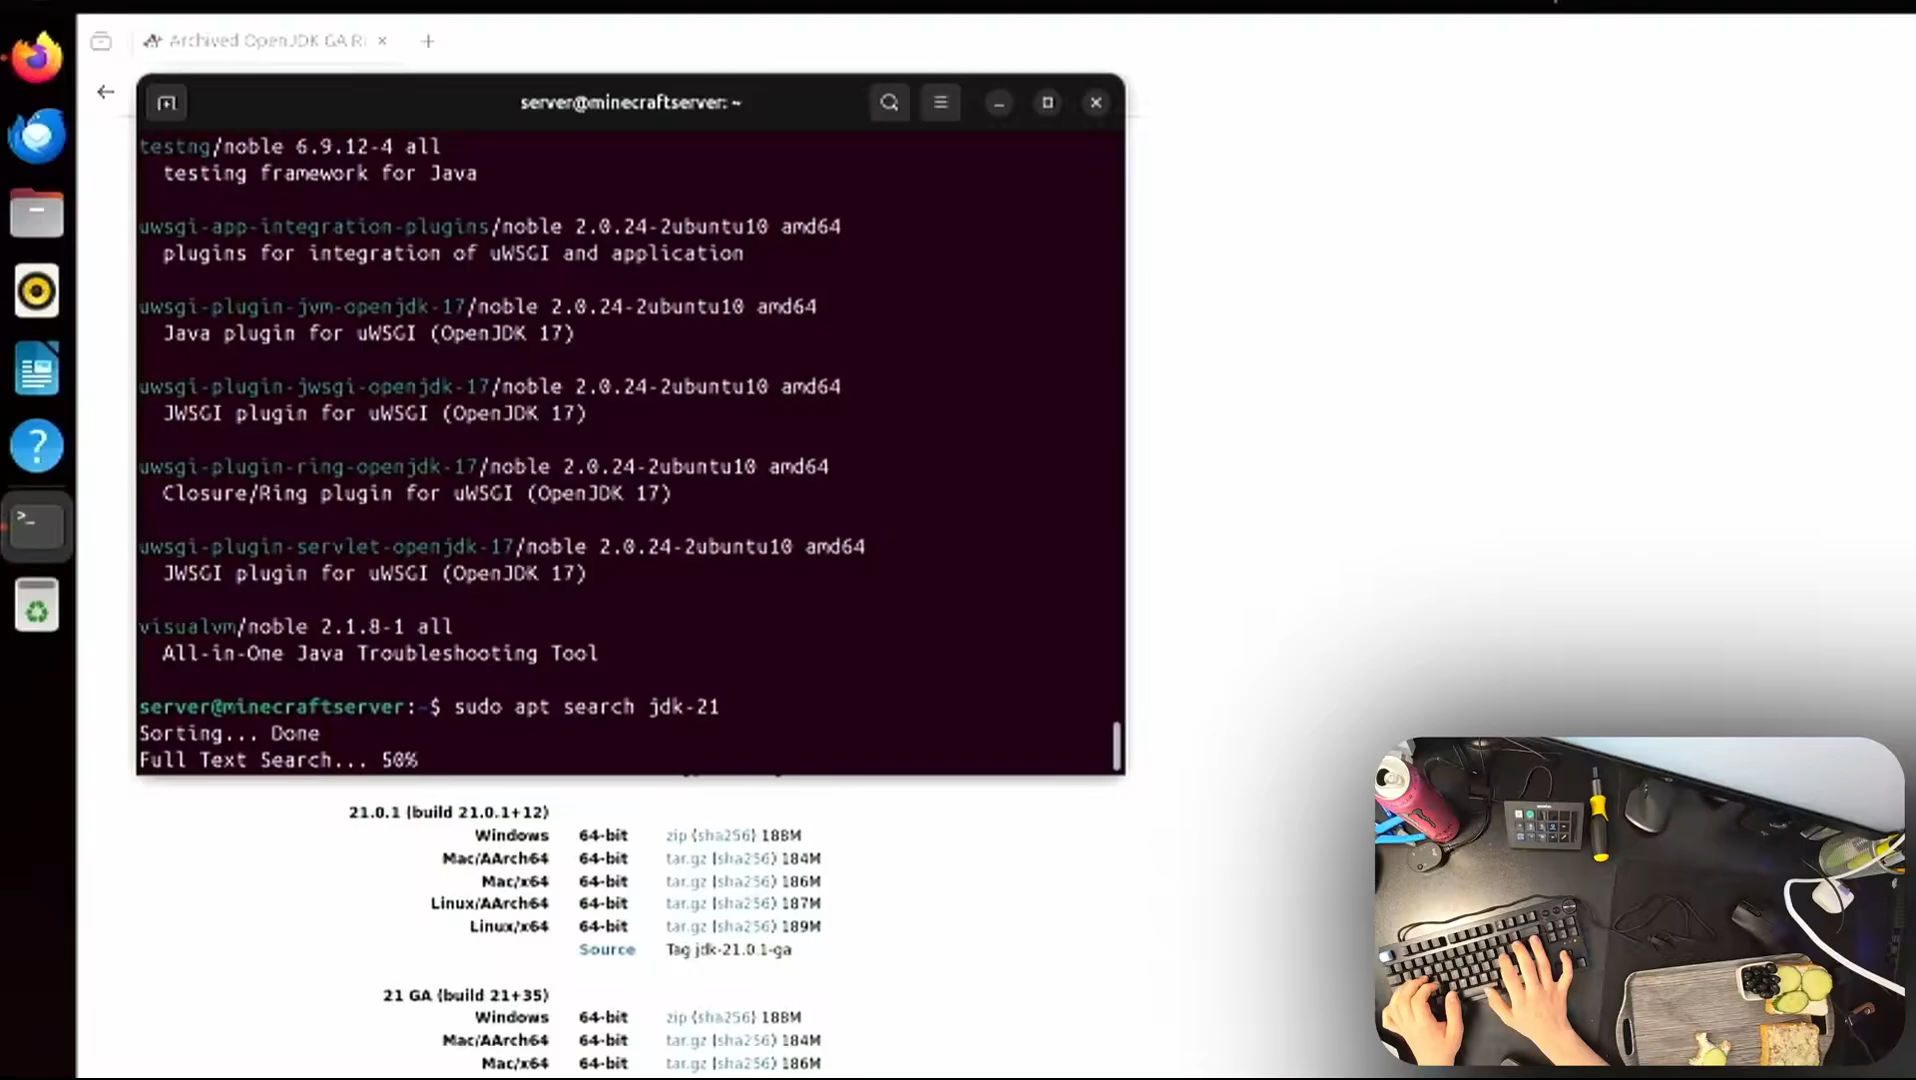 Archived OpenJDK GA R
server@minecraftserver: ~
testng/noble 6.9.12-4 all
testing framework for Java
uwsgi-app-integration-plugins/noble 2.0.24-2ubuntu10 amd64
plugins for integration of uWSGI and application
uwsgi-plugin-jvm-openjdk-17/noble 2.0.24-2ubuntu10 amd64
Java plugin for uWSGI (OpenJDK 17)
uwsgi-plugin-jwsgi-openjdk-17/noble 2.0.24-2ubuntu10 amd64
JWSGI plugin for uWSGI (OpenJDK 17)
uwsgi-plugin-ring-openjdk-17/noble 2.0.24-2ubuntu10 amd64
Closure/Ring plugin for uWSGI (OpenJDK 17)
uwsgi-plugin-servlet-openjdk-17/noble 2.0.24-2ubuntu10 amd64
JWSGI plugin for uWSGI (OpenJDK 17)
visualvm/noble 2.1.8-1 all
All-in-One Java Troubleshooting Tool
server@minecraftserver:~$ sudo apt search jdk-21
Sorting... Done
Full Text Search... 50%
21.0.1 (build 21.0.1+12)
Windows 64-bit zip (sha256) 188M
Mac/AArch64 64-bit tar.gz (sha256) 184M
Mac/x64 64-bit tar.gz (sha256) 186M
Linux/AArch64 64-bit tar.gz (sha256) 187M
Linux/x64 64-bit tar.gz (sha256) 189M
Source Tag jdk-21.0.1-ga
21 GA (build 21+35)
Windows 64-bit zip (sha256) 188M
Mac/AArch64 64-bit tar.gz (sha256) 184M
Mac/x64 64-bit tar.gz (sha256) 186M